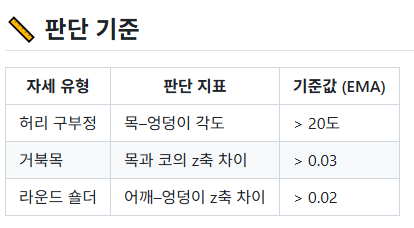 📏 판단 기준
자세 유형 판단 지표 기준값 (EMA)
허리 구부정 목–엉덩이 각도 > 20도
거북목 목과 코의 z축 차이 > 0.03
라운드 숄더 어깨–엉덩이 z축 차이 > 0.02